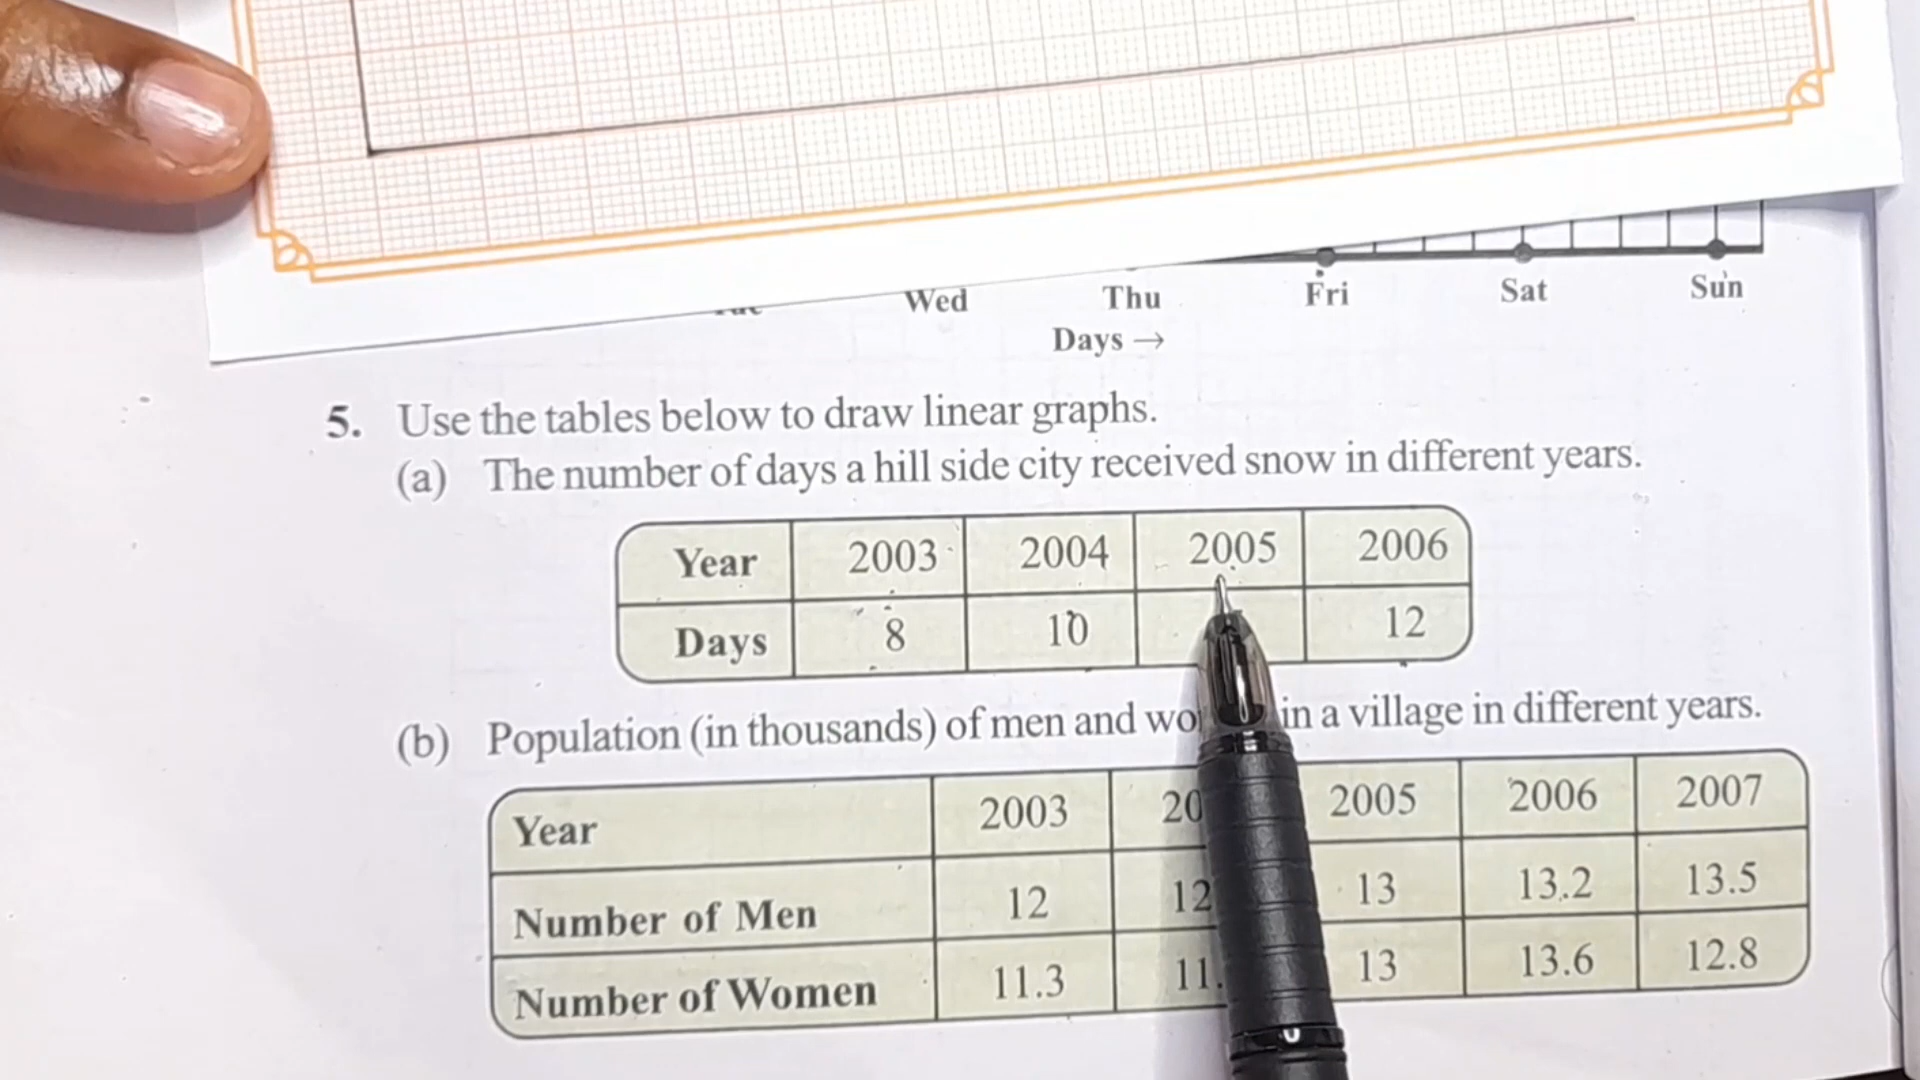 Wed Thu Fri Sat Sun
Days →
5. Use the tables below to draw linear graphs.
(a) The number of days a hill side city received snow in different years.
Year 2003 2004 2005 2006
Days 8 10 12
(b) Population (in thousands) of men and in a village in different years.
Year 2003 2005 2006 2007
Number of Men 12 13 13.2 13.5
Number of Women 11.3 13 13.6 12.8